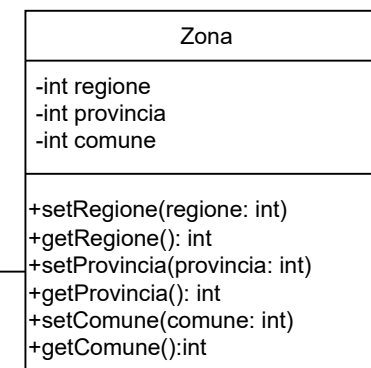 Zona
-int regione
-int provincia
-int comune
+setRegione(regione: int)
+getRegione(): int
+setProvincia(provincia: int)
+getProvincia(): int
+setComune(comune: int)
+getComune():int